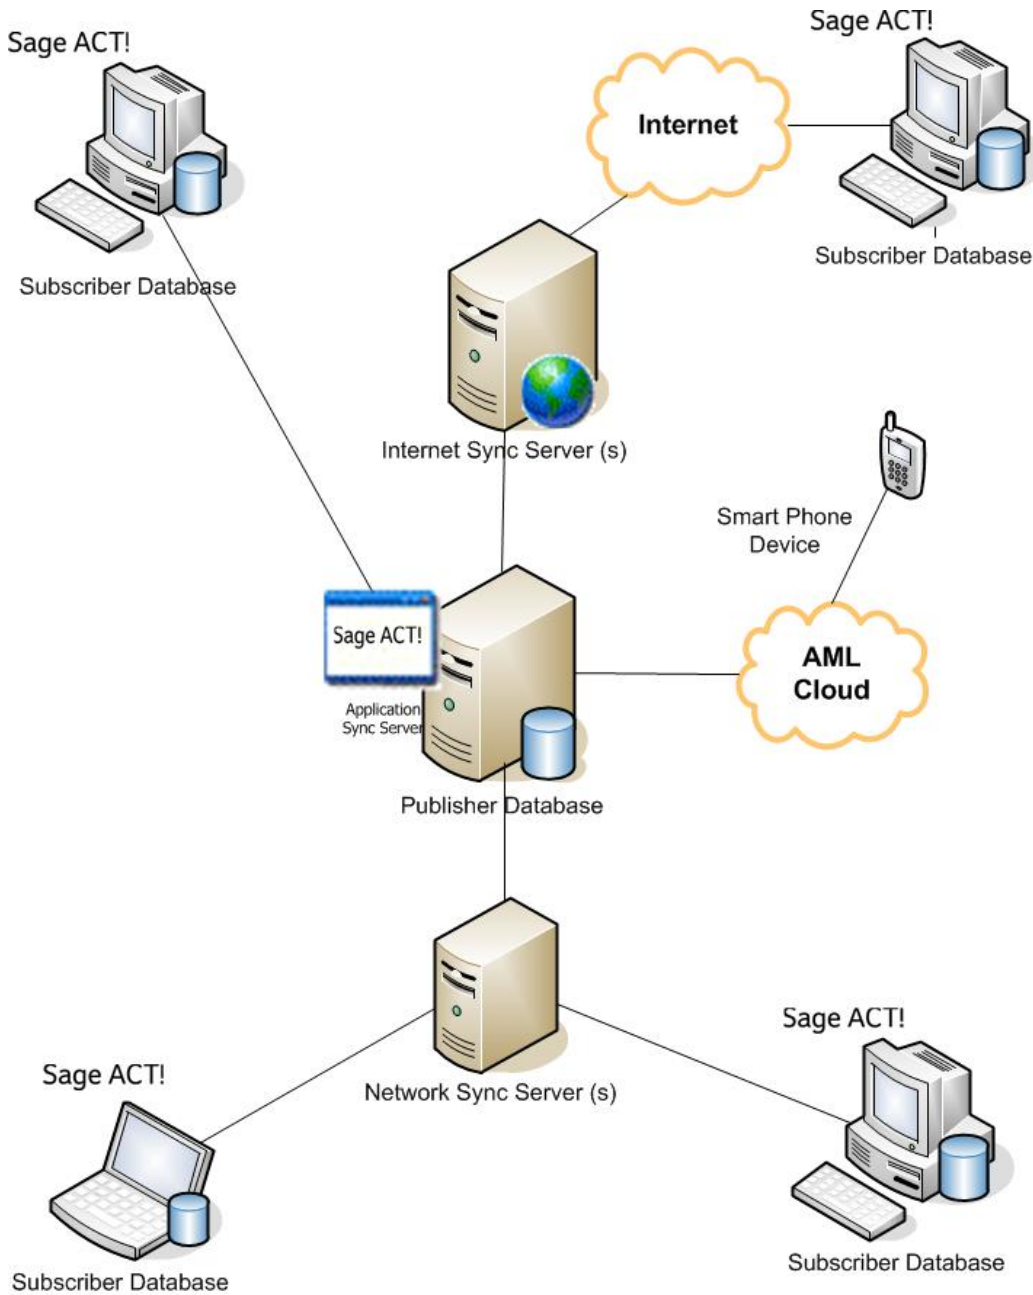 Sage ACT!
Sage ACT!
Internet
Subscriber Database
Subscriber Database
Internet Sync Server (s)
Smart Phone
Device
Sage ACT!
AML
Cloud
Application
Sync Server
Publisher Database
Sage ACT!
Sage ACT!
Network Sync Server (s)
Subscriber Database
Subscriber Database